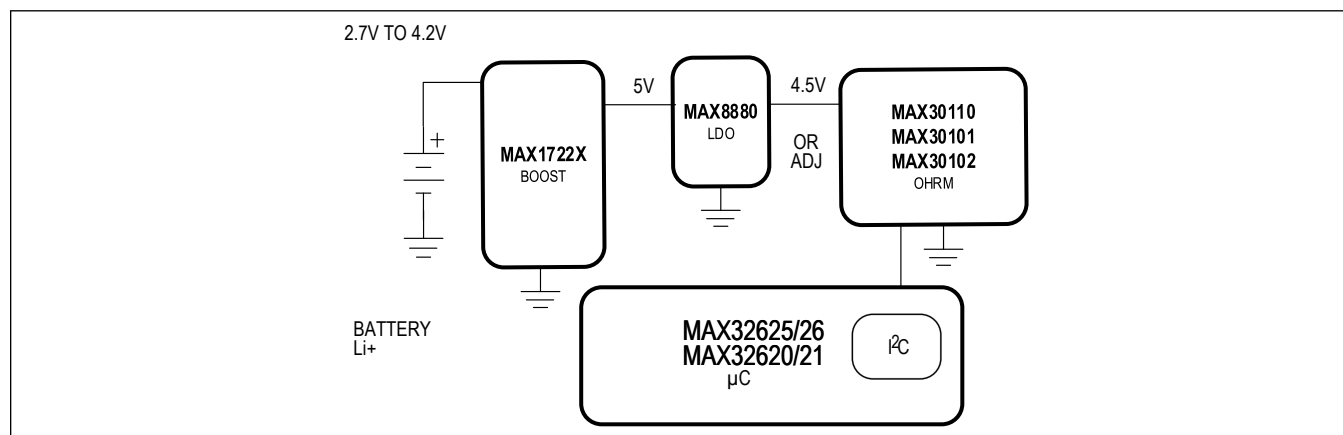 2.7V TO 4.2V
+
MAX1722X
BOOST
5V
MAX8880
LDO
4.5V
OR
ADJ
MAX30110
MAX30101
MAX30102
OHRM
BATTERY
Li+
MAX32625/26
MAX32620/21
µC
I²C